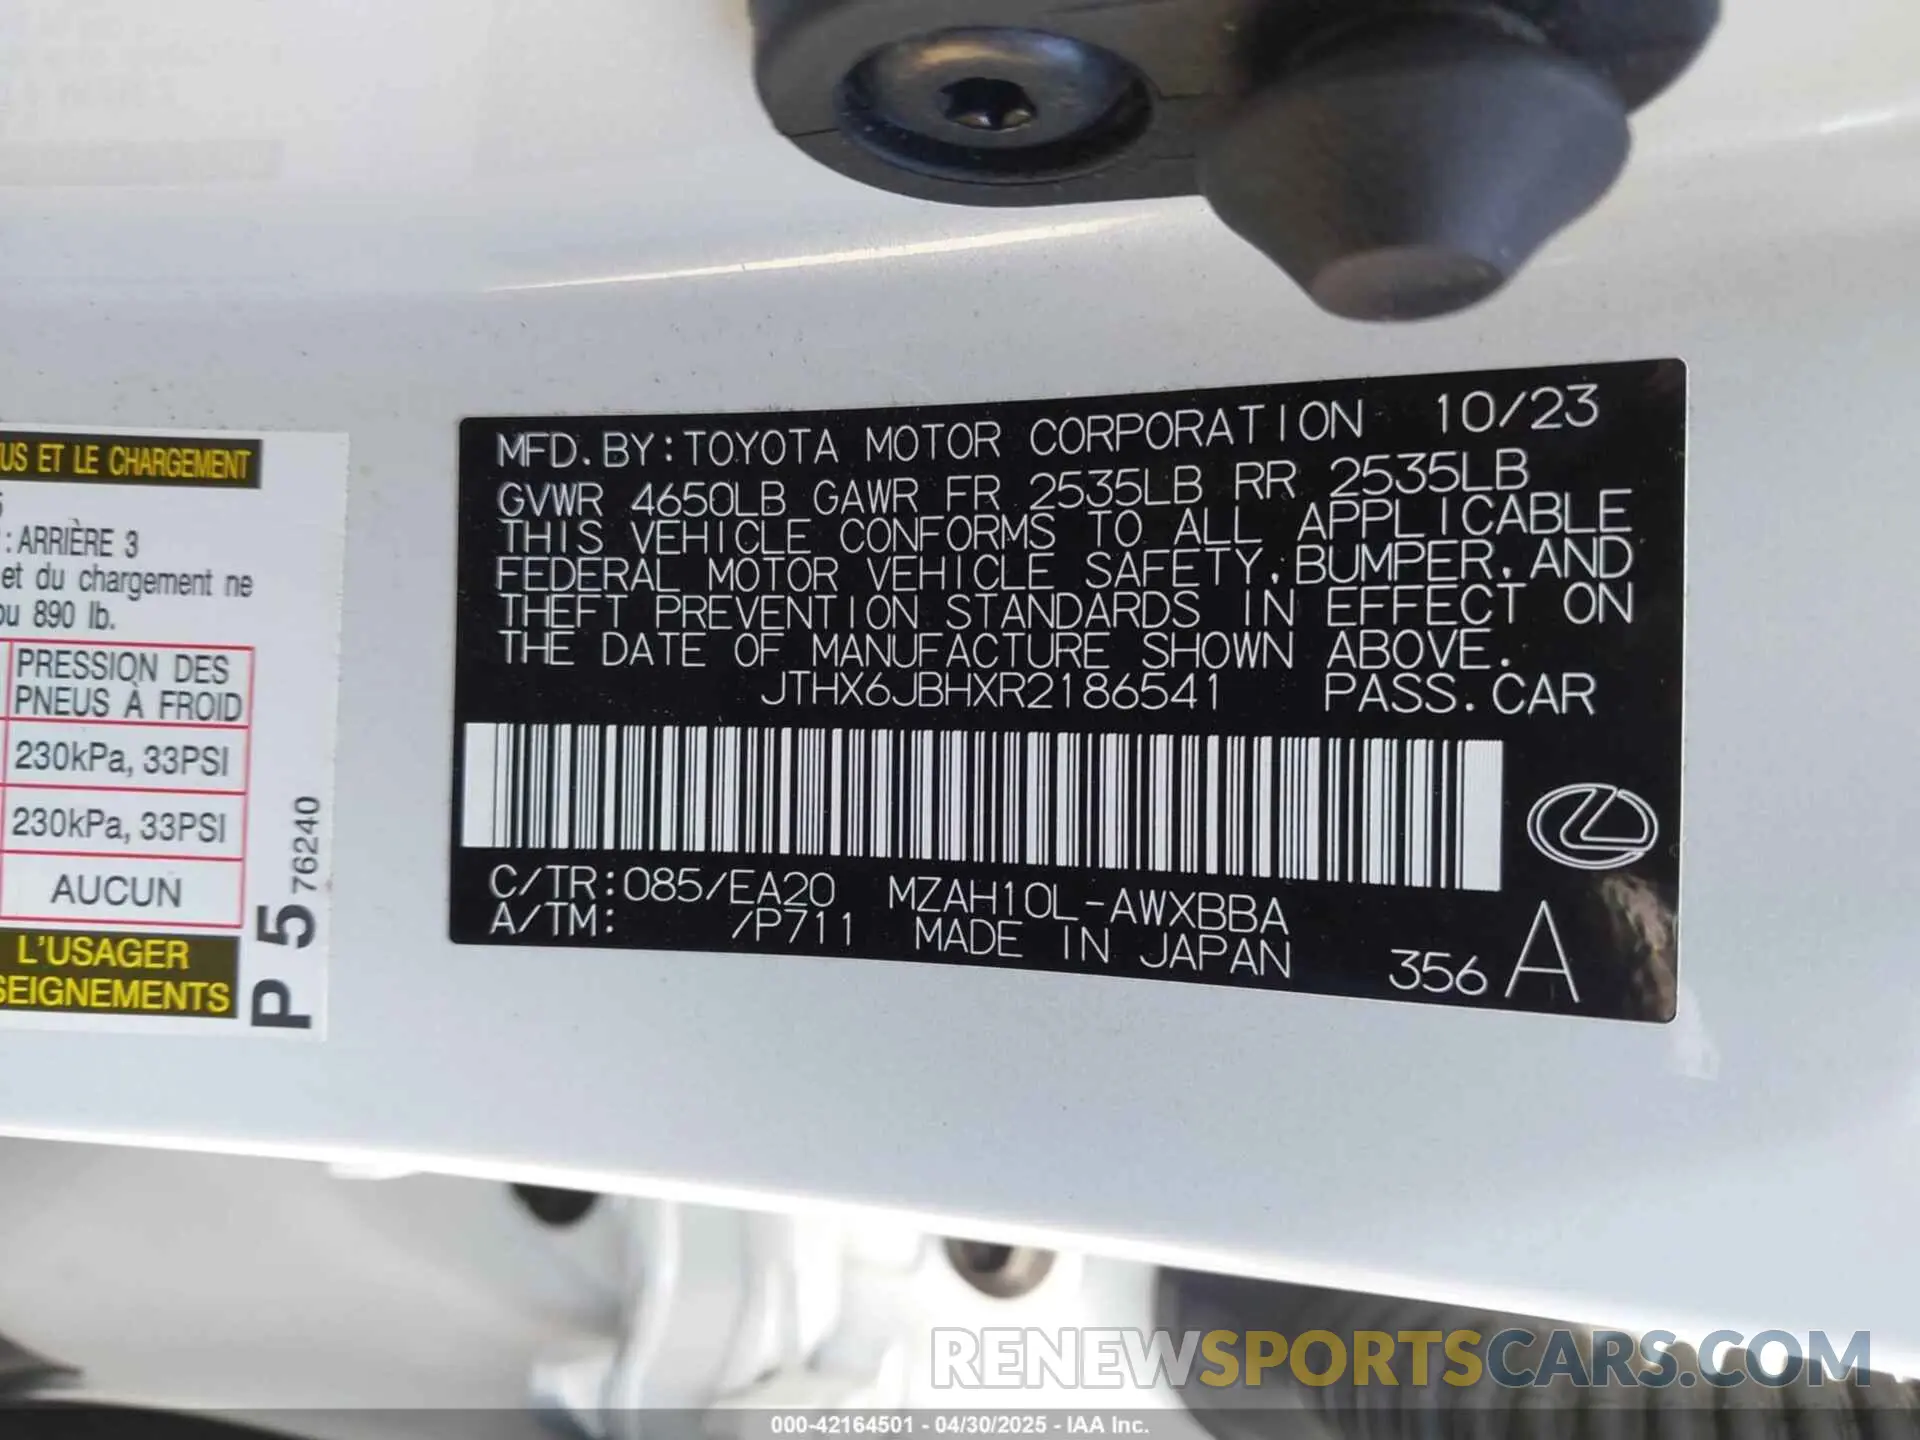 US ET LE CHARGEMENT
5
: ARRIÈRE 3
et du chargement ne
ou 890 lb.
PRESSION DES
PNEUS À FROID
230kPa, 33PSI
230kPa, 33PSI
AUCUN
L'USAGER
SEIGNEMENTS
P 5
76240
MFD. BY: TOYOTA MOTOR CORPORATION 10/23
GVWR 4650LB GAWR FR 2535LB RR 2535LB
THIS VEHICLE CONFORMS TO ALL APPLICABLE
FEDERAL MOTOR VEHICLE SAFETY, BUMPER, AND
THEFT PREVENTION STANDARDS IN EFFECT ON
THE DATE OF MANUFACTURE SHOWN ABOVE.
JTHX6JBHXR2186541 PASS. CAR
C/TR: 085/EA20 MZAH10L-AWXBBA
A/TM: /P711 MADE IN JAPAN
356 A
RENEWSPORTSCARS.COM
000-42164501 - 04/30/2025 - IAA Inc.